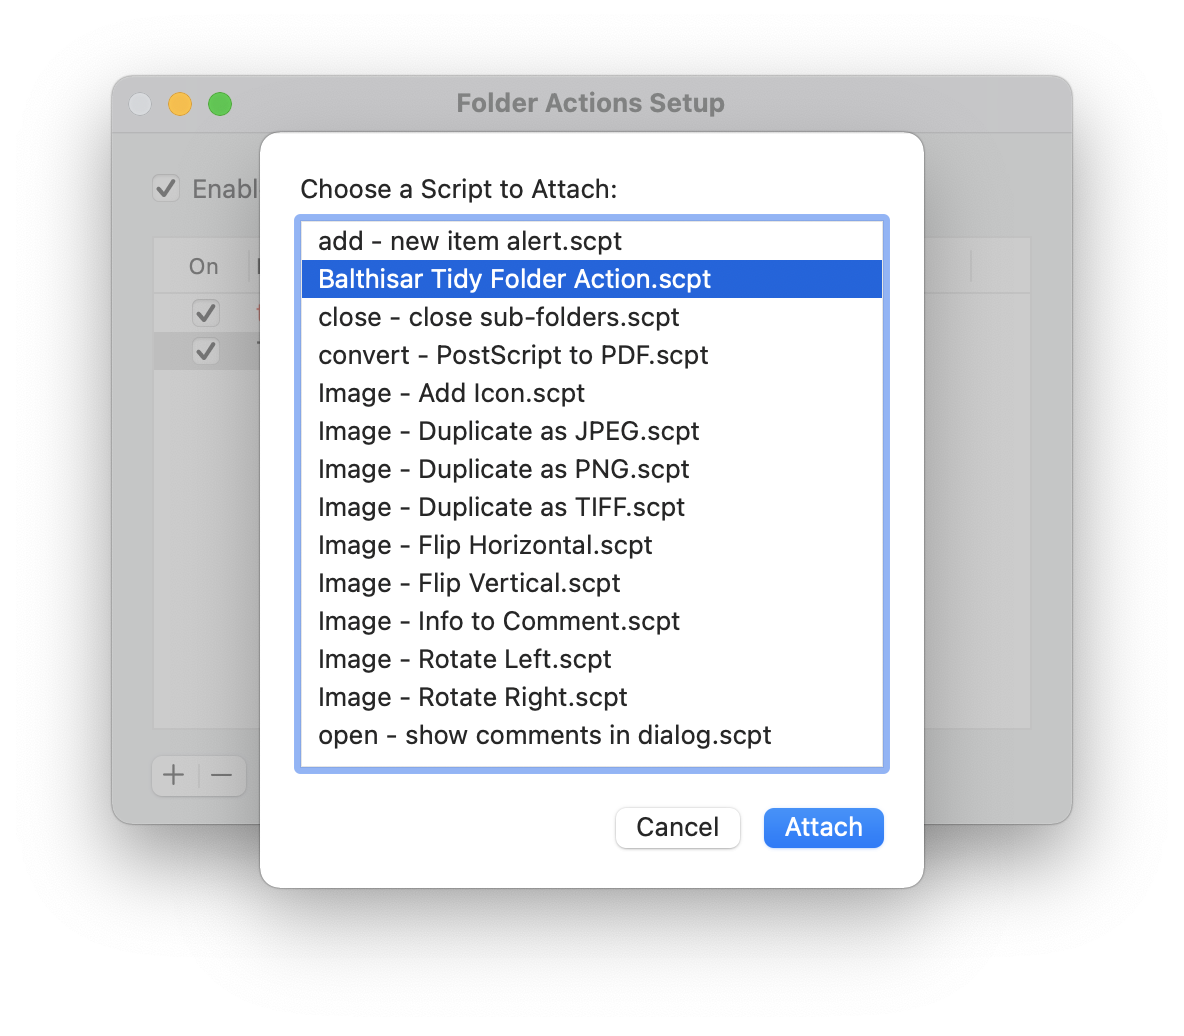 Folder Actions Setup
Choose a Script to Attach:
On
add - new item alert.scpt
Balthisar Tidy Folder Action.scpt
close - close sub-folders.scpt
convert - PostScript to PDF.scpt
Image - Add Icon.scpt
Image - Duplicate as JPEG.scpt
Image - Duplicate as PNG.scpt
Image - Duplicate as TIFF.scpt
Image - Flip Horizontal.scpt
Image - Flip Vertical.scpt
Image - Info to Comment.scpt
Image - Rotate Left.scpt
Image - Rotate Right.scpt
open - show comments in dialog.scpt
Cancel
Attach